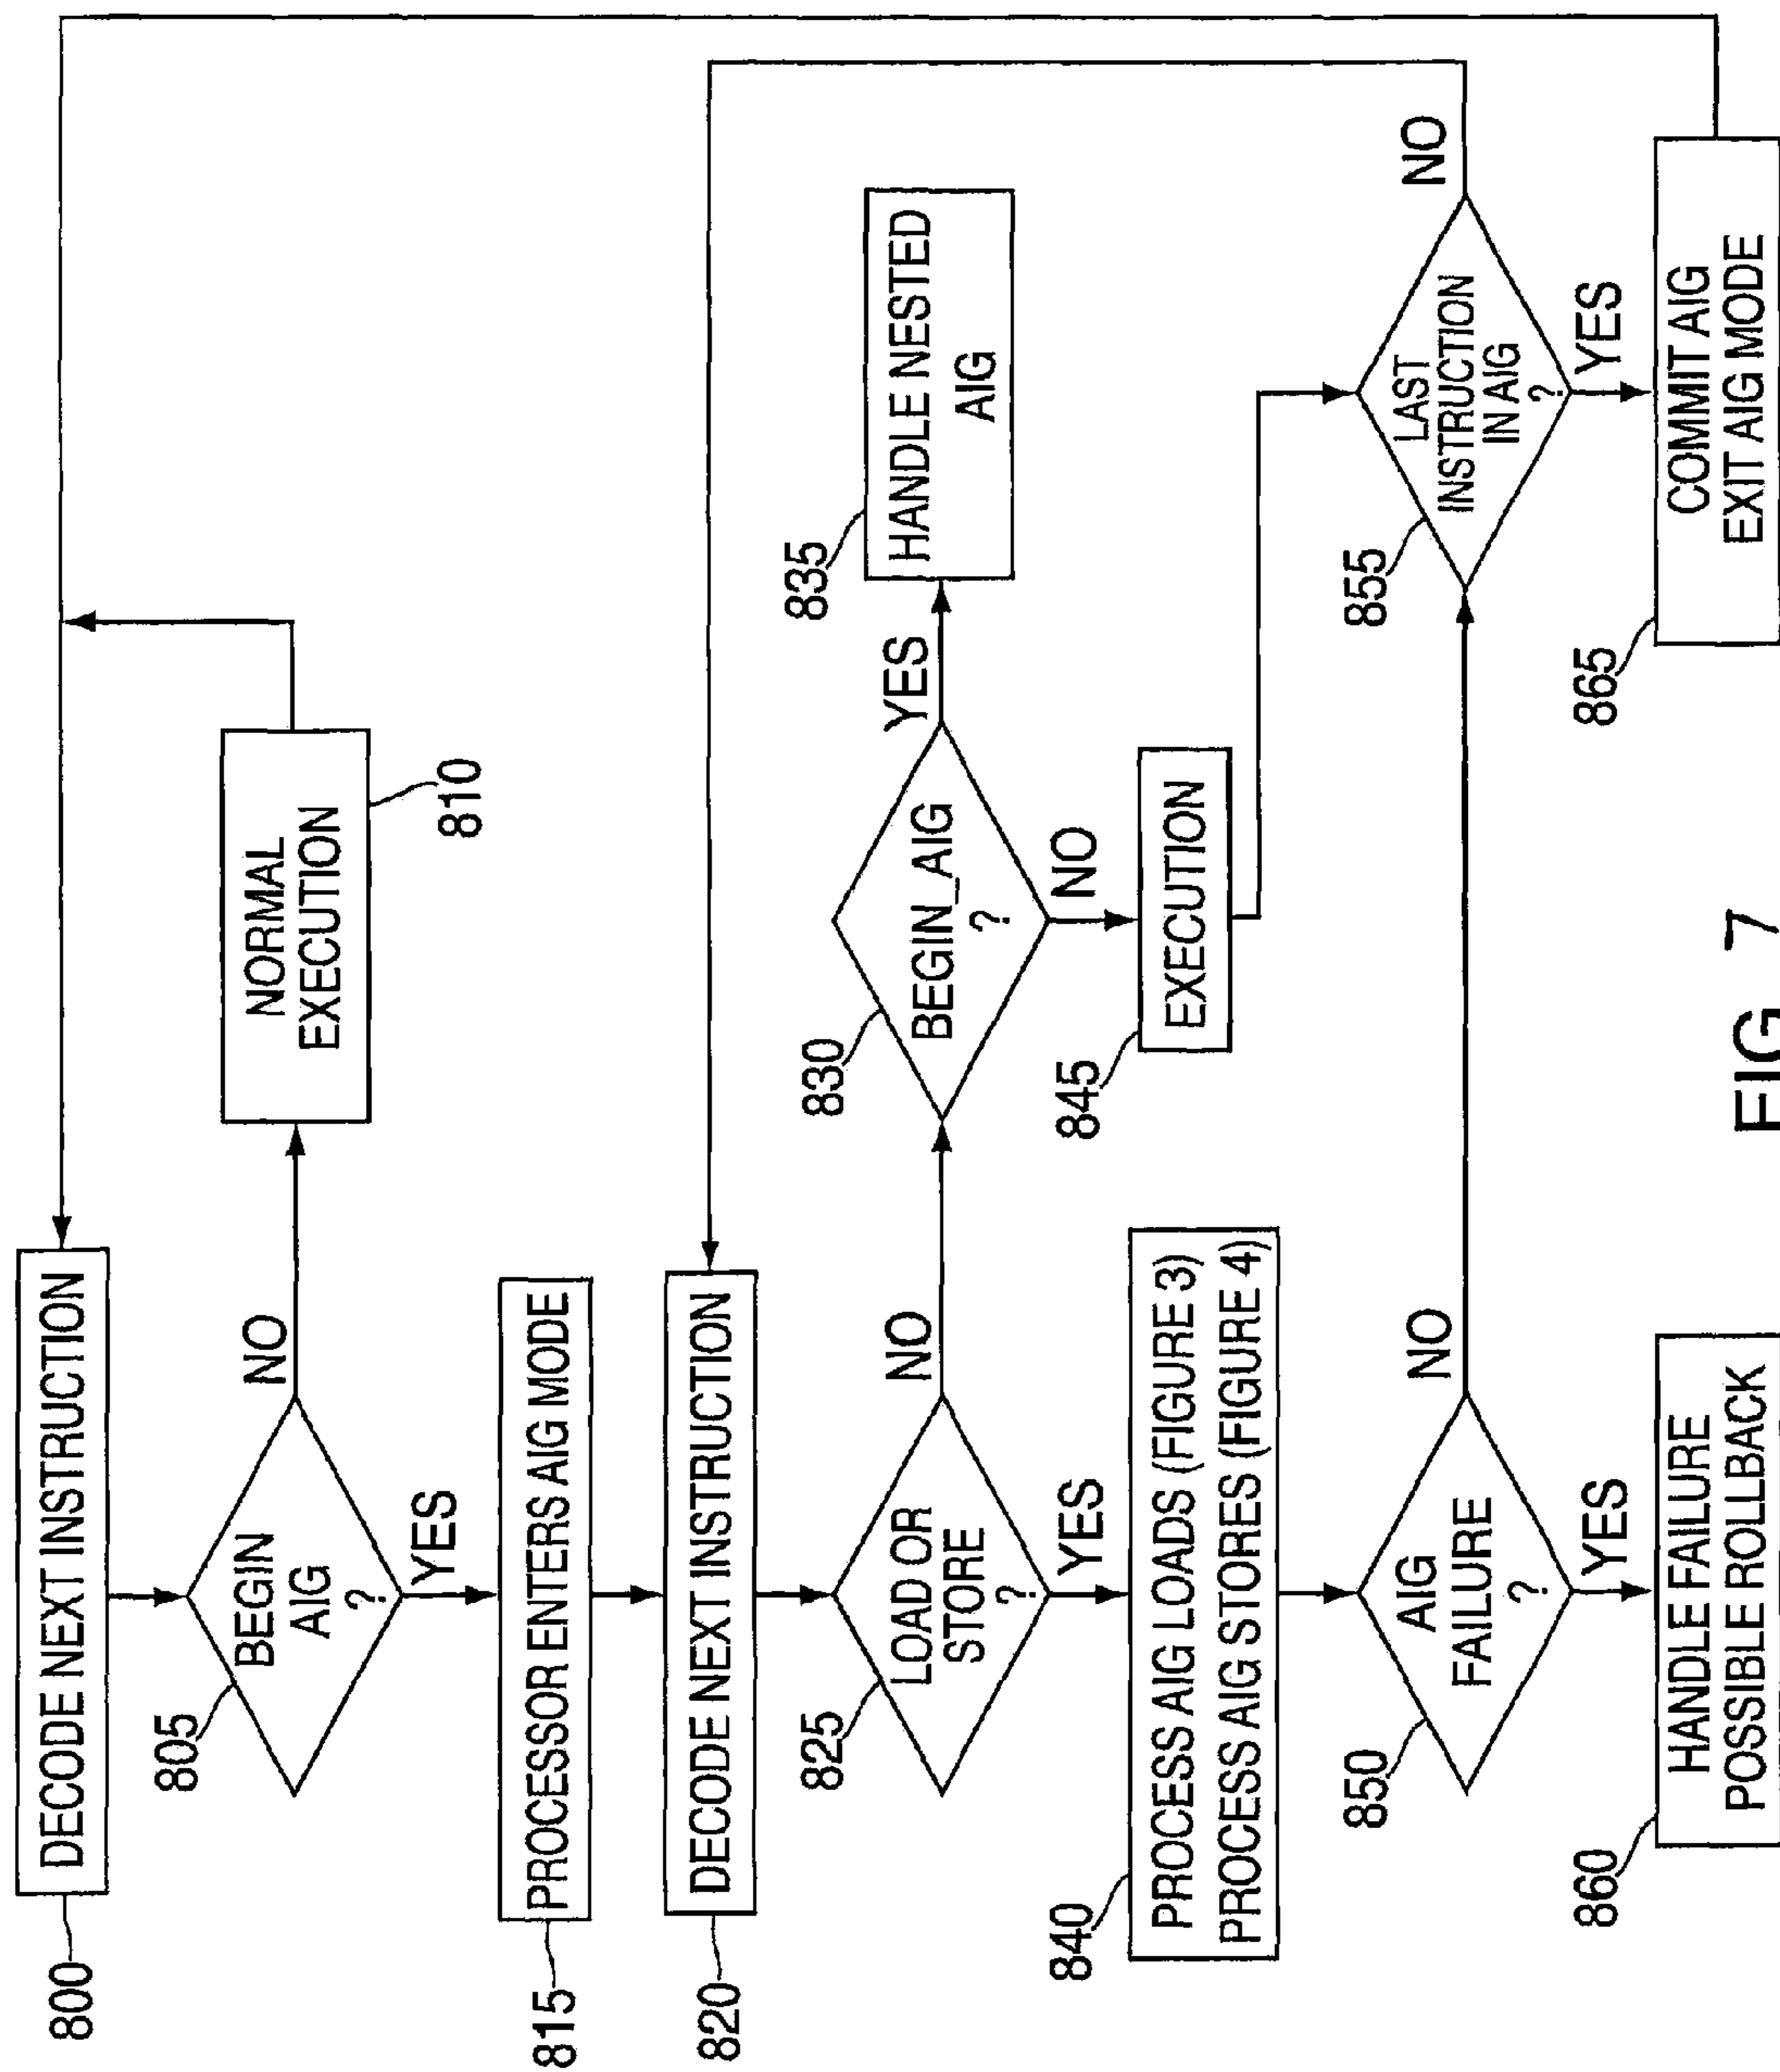 800
DECODE NEXT INSTRUCTION
805
BEGIN
AIG
?
NO
NORMAL
EXECUTION
810
YES
815
PROCESSOR ENTERS AIG MODE
820
DECODE NEXT INSTRUCTION
825
LOAD OR
STORE
?
NO
830
BEGIN_AIG
?
YES
835
HANDLE NESTED
AIG
YES
NO
840
PROCESS AIG LOADS (FIGURE 3)
PROCESS AIG STORES (FIGURE 4)
845
EXECUTION
850
AIG
FAILURE
?
NO
855
LAST
INSTRUCTION
IN AIG
?
NO
YES
YES
860
HANDLE FAILURE
POSSIBLE ROLLBACK
865
COMMIT AIG
EXIT AIG MODE
FIG. 7